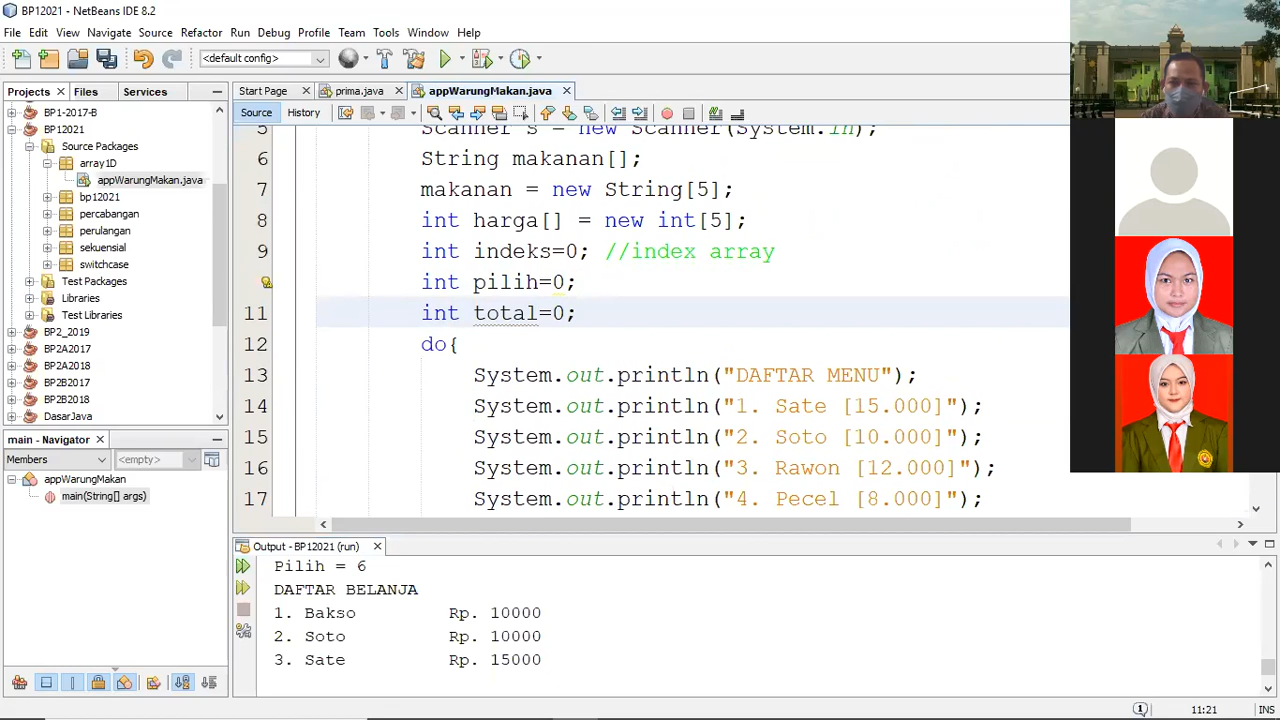 BP12021 - NetBeans IDE 8.2
File Edit View Navigate Source Refactor Run Debug Profile Team Tools Window Help
<default config>
Projects Files Services
Start Page prima.java appWarungMakan.java
Source History
BP1-2017-B
BP12021
Source Packages
array1D
appWarungMakan.java
bp12021
percabangan
perulangan
sekuensial
switchcase
Test Packages
Libraries
Test Libraries
BP2_2019
BP2A2017
BP2A2018
BP2B2017
BP2B2018
DasarJava
5 Scanner s = new Scanner(System.in);
6 String makanan[];
7 makanan = new String[5];
8 int harga[] = new int[5];
9 int indeks=0; //index array
int pilih=0;
11 int total=0;
12 do{
13 System.out.println("DAFTAR MENU");
14 System.out.println("1. Sate [15.000]");
15 System.out.println("2. Soto [10.000]");
16 System.out.println("3. Rawon [12.000]");
17 System.out.println("4. Pecel [8.000]");
main - Navigator
Members <empty>
appWarungMakan
main(String[] args)
Output - BP12021 (run)
Pilih = 6
DAFTAR BELANJA
1. Bakso Rp. 10000
2. Soto Rp. 10000
3. Sate Rp. 15000
1 11:21 INS